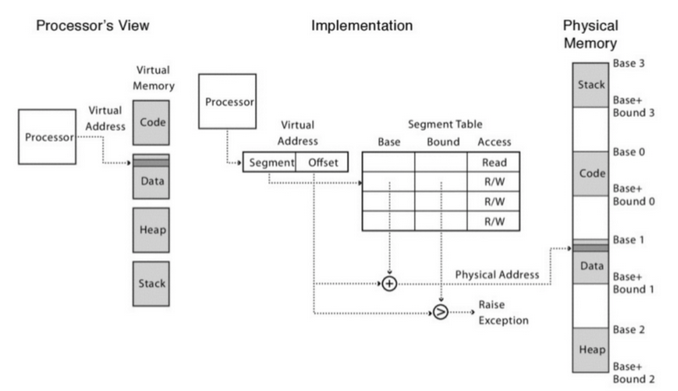 Processor's View
Virtual
Memory
Virtual
Address
Processor
Code
Data
Heap
Stack
Implementation
Processor
Virtual
Address
Segment Offset
Segment Table
Base Bound Access
Read
R/W
R/W
R/W
+
Physical Address
>
Raise
Exception
Physical
Memory
Base 3
Stack
Base+
Bound 3
Base 0
Code
Base+
Bound 0
Base 1
Data
Base+
Bound 1
Base 2
Heap
Base+
Bound 2